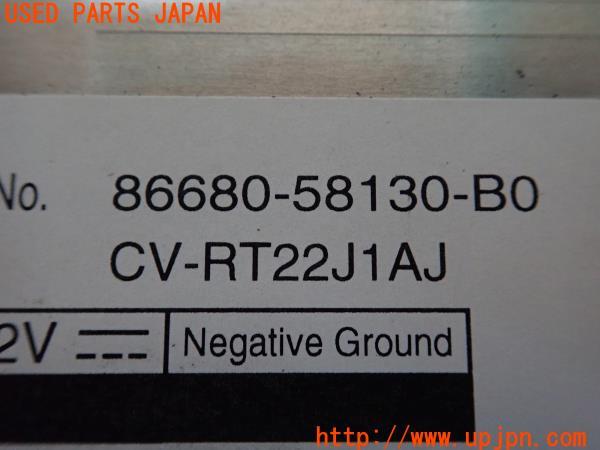 USED PARTS JAPAN
No. 86680-58130-B0
CV-RT22J1AJ
2V Negative Ground
http://www.upjpn.com/